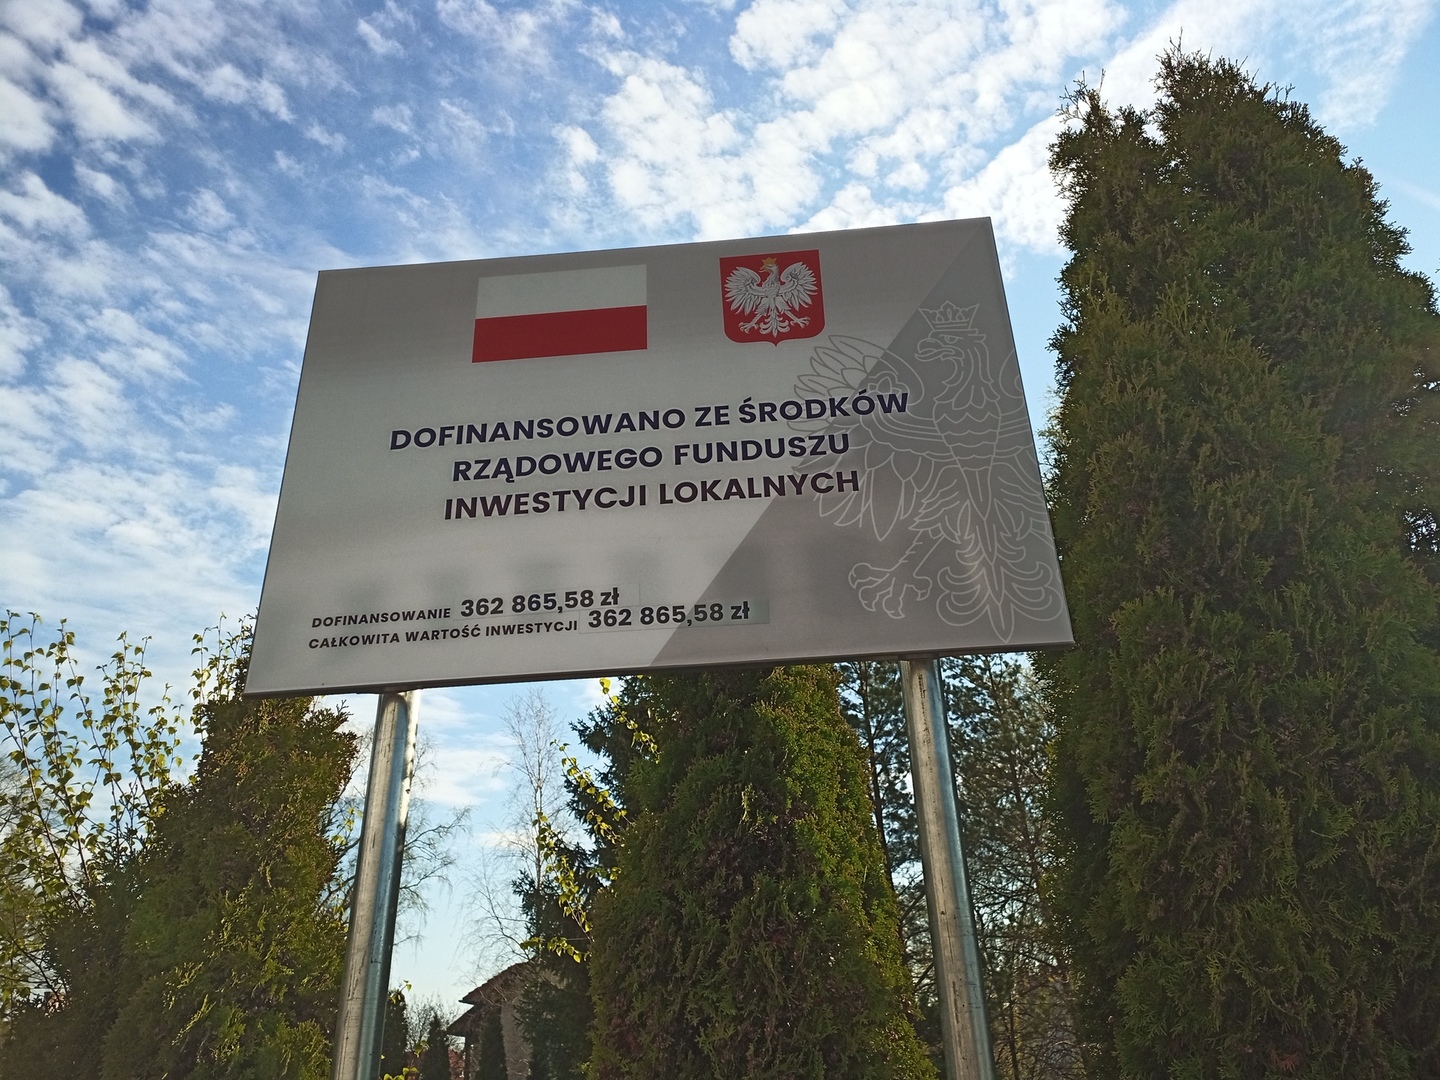 DOFINANSOWANO ZE ŚRODKÓW
RZĄDOWEGO FUNDUSZU
INWESTYCJI LOKALNYCH
DOFINANSOWANIE 362 865,58 zł
CAŁKOWITA WARTOŚĆ INWESTYCJI 362 865,58 zł